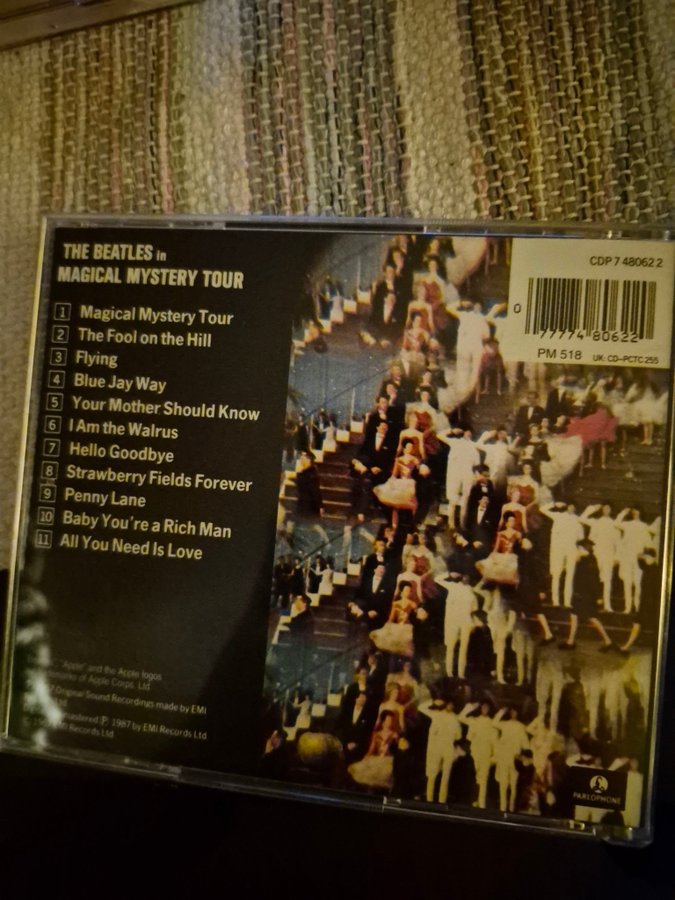 THE BEATLES in
MAGICAL MYSTERY TOUR
1 Magical Mystery Tour
2 The Fool on the Hill
3 Flying
4 Blue Jay Way
5 Your Mother Should Know
6 I Am the Walrus
7 Hello Goodbye
8 Strawberry Fields Forever
9 Penny Lane
10 Baby You're a Rich Man
11 All You Need Is Love
"Apple" and the Apple logos
of Apple Corps. Ltd
Original Sound Recordings made by EMI
Ⓟ 1987 by EMI Records Ltd
Records Ltd
CDP 7 48062 2
0 77774 80622
PM 518 UK: CD-PCTC 255
PARLOPHONE